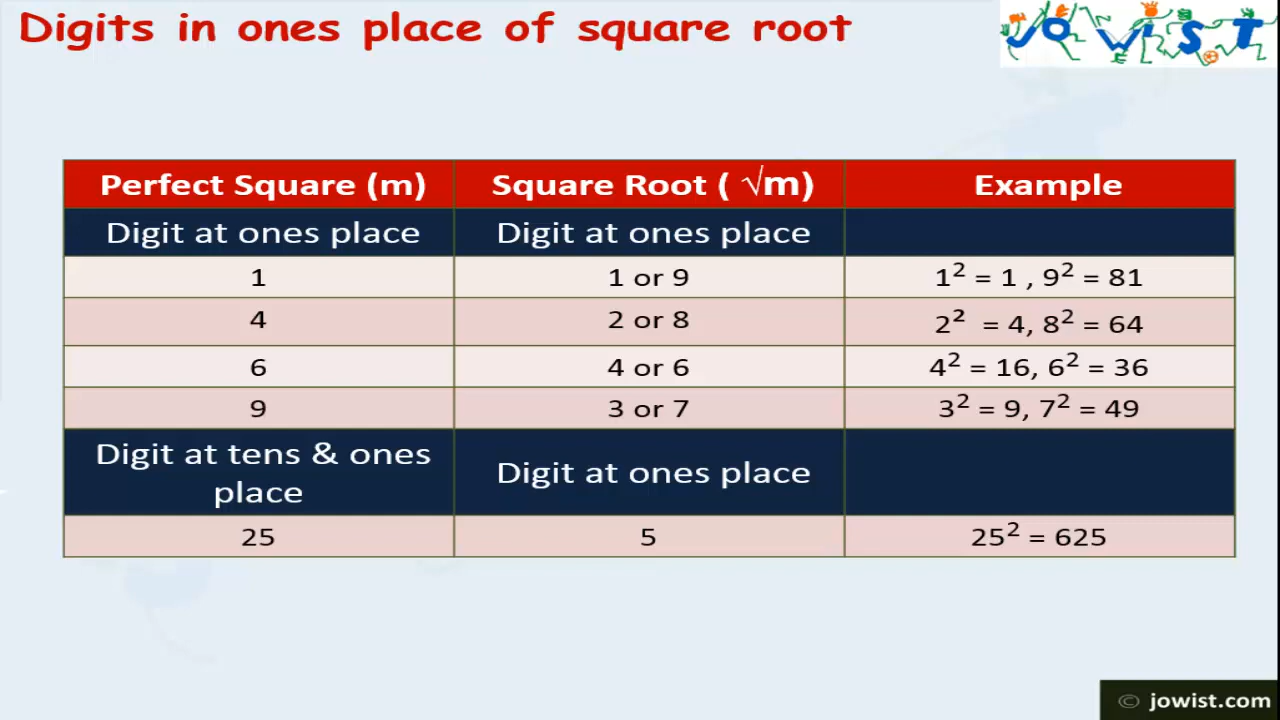 Digits in ones place of square root
JOWIST
Perfect Square (m) Square Root ( √m) Example
Digit at ones place Digit at ones place
1 1 or 9 1² = 1 , 9² = 81
4 2 or 8 2² = 4, 8² = 64
6 4 or 6 4² = 16, 6² = 36
9 3 or 7 3² = 9, 7² = 49
Digit at tens & ones
place
Digit at ones place
25 5 25² = 625
© jowist.com